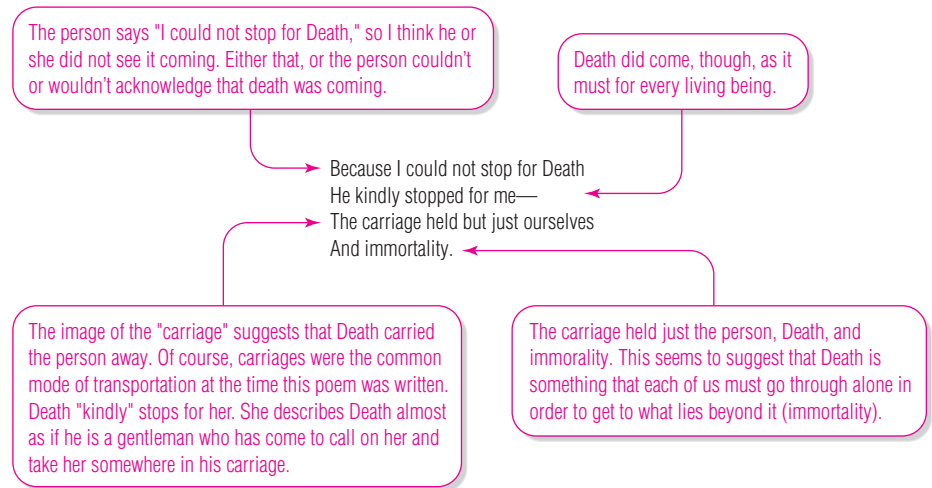 The person says "I could not stop for Death," so I think he or
she did not see it coming. Either that, or the person couldn't
or wouldn't acknowledge that death was coming.
Death did come, though, as it
must for every living being.
Because I could not stop for Death
He kindly stopped for me—
The carriage held but just ourselves
And immortality.
The image of the "carriage" suggests that Death carried
the person away. Of course, carriages were the common
mode of transportation at the time this poem was written.
Death "kindly" stops for her. She describes Death almost
as if he is a gentleman who has come to call on her and
take her somewhere in his carriage.
The carriage held just the person, Death, and
immorality. This seems to suggest that Death is
something that each of us must go through alone in
order to get to what lies beyond it (immortality).